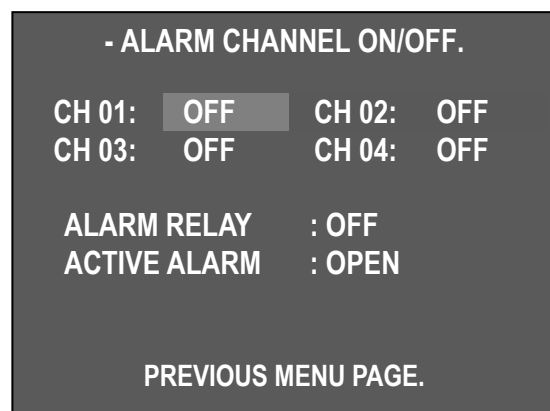 - ALARM CHANNEL ON/OFF.
CH 01: OFF CH 02: OFF
CH 03: OFF CH 04: OFF
ALARM RELAY : OFF
ACTIVE ALARM : OPEN
PREVIOUS MENU PAGE.